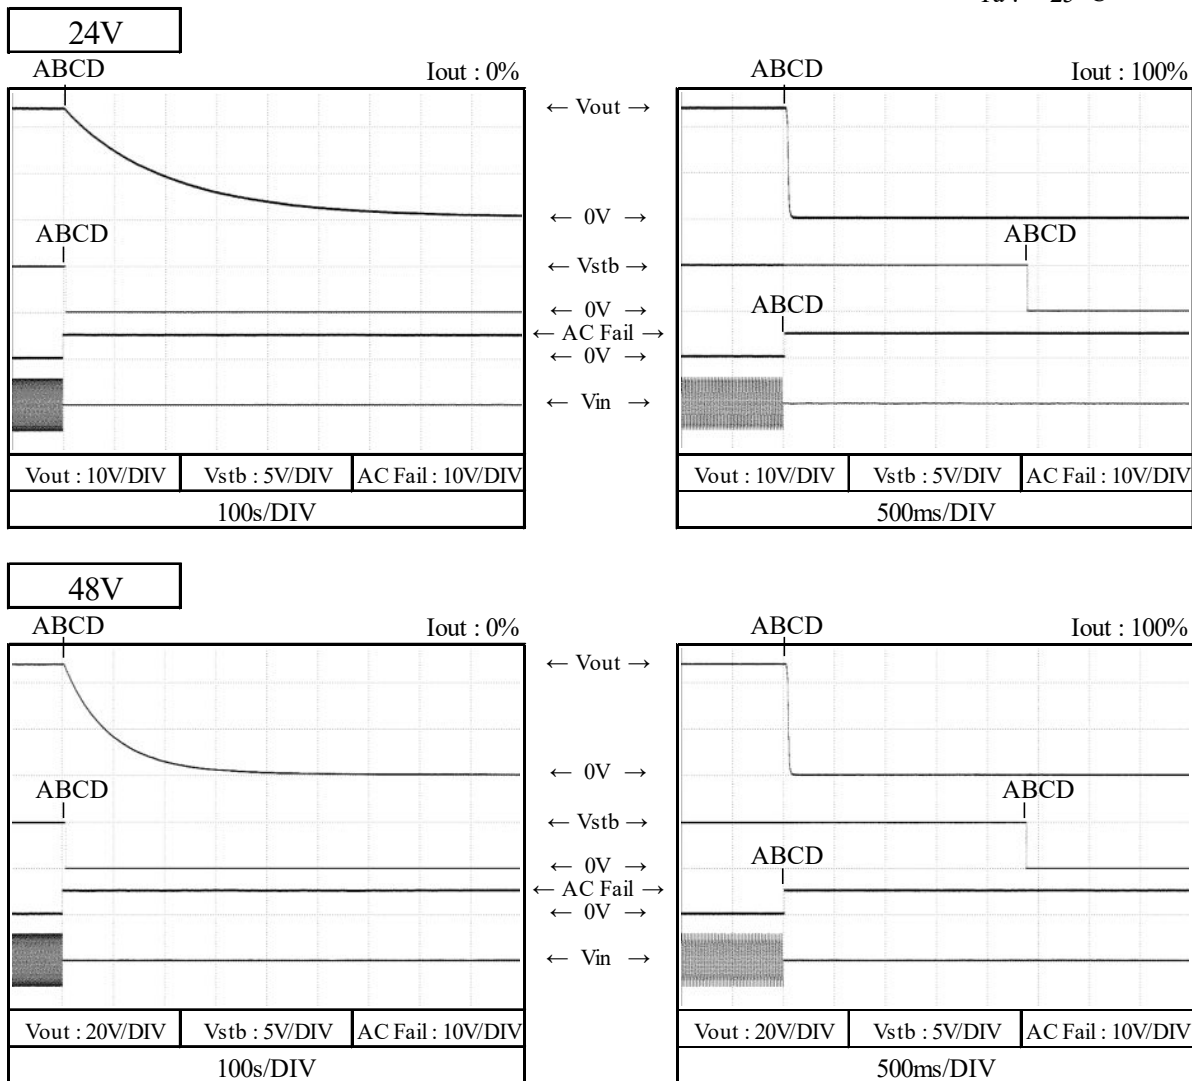 24V
ABCD
Iout : 0%
ABCD
Iout : 100%
← Vout →
← 0V →
ABCD
ABCD
← Vstb →
ABCD
← 0V →
← AC Fail →
← 0V →
← Vin →
Vout : 10V/DIV Vstb : 5V/DIV AC Fail : 10V/DIV
100s/DIV
Vout : 10V/DIV Vstb : 5V/DIV AC Fail : 10V/DIV
500ms/DIV
48V
ABCD
Iout : 0%
ABCD
Iout : 100%
← Vout →
← 0V →
ABCD
ABCD
← Vstb →
ABCD
← 0V →
← AC Fail →
← 0V →
← Vin →
Vout : 20V/DIV Vstb : 5V/DIV AC Fail : 10V/DIV
100s/DIV
Vout : 20V/DIV Vstb : 5V/DIV AC Fail : 10V/DIV
500ms/DIV